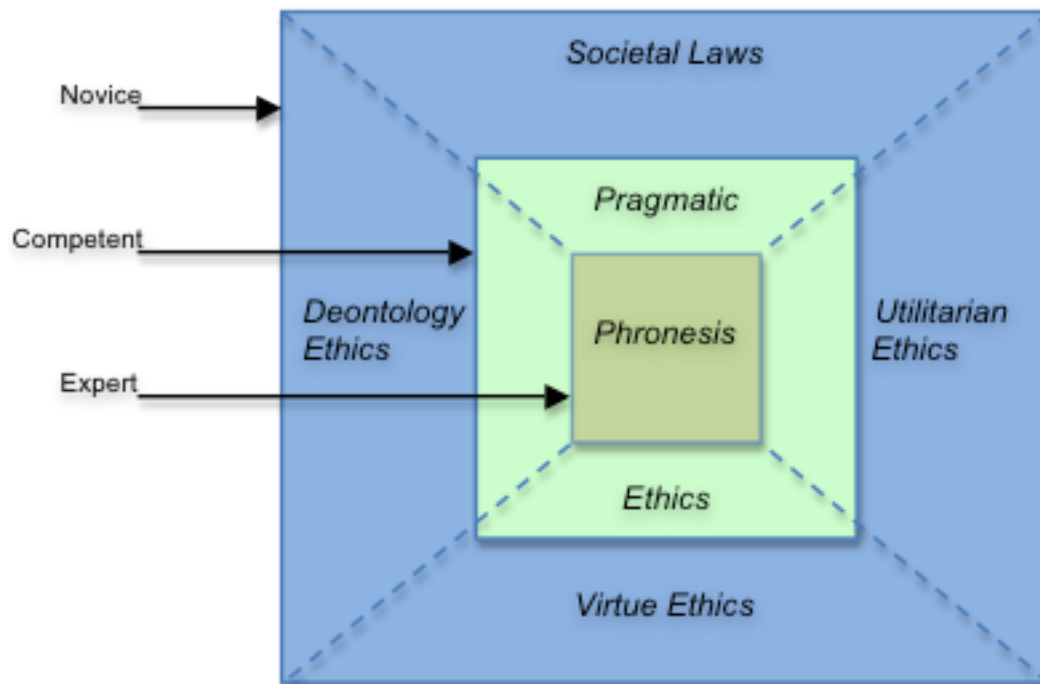 Societal Laws
Novice
Pragmatic
Competent
Deontology
Ethics
Utilitarian
Ethics
Phronesis
Expert
Ethics
Virtue Ethics